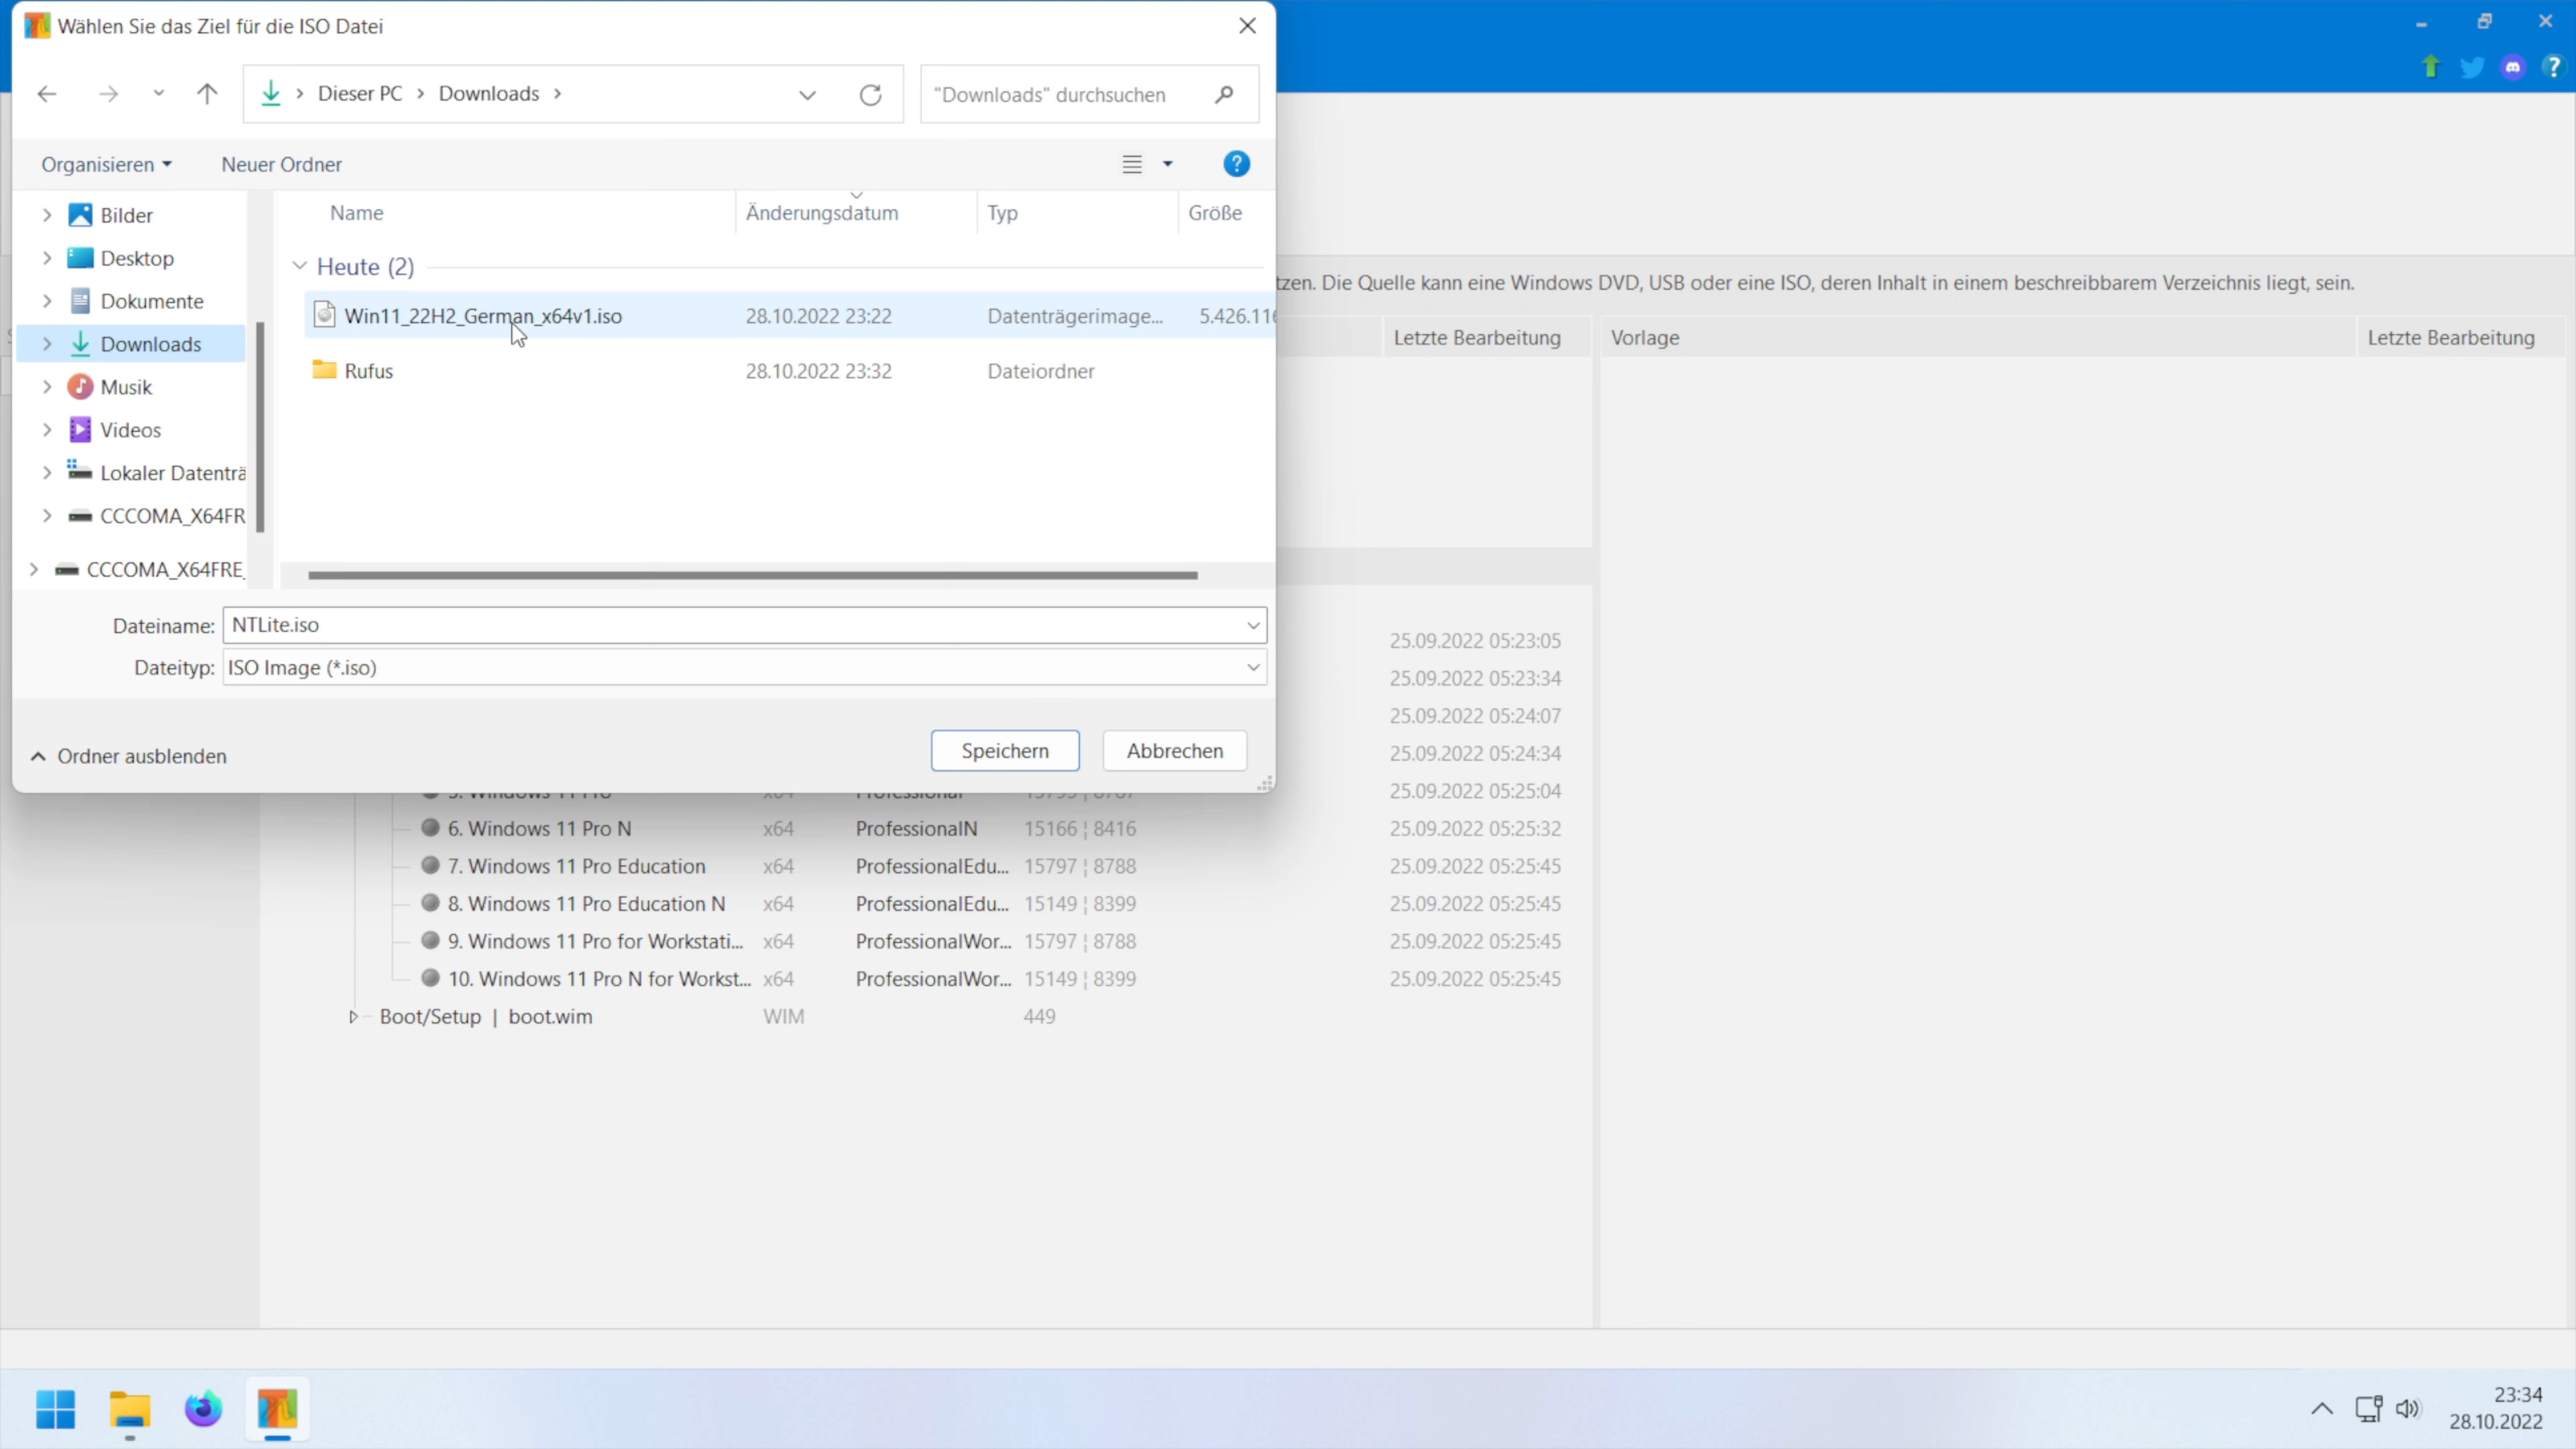 Wählen Sie das Ziel für die ISO Datei
Dieser PC
Downloads
"Downloads" durchsuchen
Organisieren
Neuer Ordner
Name
Änderungsdatum
Typ
Größe
Bilder
Desktop
Dokumente
Downloads
Musik
Videos
Lokaler Datenträ
CCCOMA_X64FR
CCCOMA_X64FRE_
Heute (2)
Win11_22H2_German_x64v1.iso 28.10.2022 23:22 Datenträgerimage... 5.426.116
Rufus 28.10.2022 23:32 Dateiordner
Dateiname: NTLite.iso
Dateityp: ISO Image (*.iso)
Ordner ausblenden
Speichern
Abbrechen
tzen. Die Quelle kann eine Windows DVD, USB oder eine ISO, deren Inhalt in einem beschreibbarem Verzeichnis liegt, sein.
Letzte Bearbeitung
Vorlage
Letzte Bearbeitung
25.09.2022 05:23:05
25.09.2022 05:23:34
25.09.2022 05:24:07
25.09.2022 05:24:34
5. Windows 11 Pro x64 Professional 25.09.2022 05:25:04
6. Windows 11 Pro N x64 ProfessionalN 15166 ¦ 8416 25.09.2022 05:25:32
7. Windows 11 Pro Education x64 ProfessionalEdu... 15797 ¦ 8788 25.09.2022 05:25:45
8. Windows 11 Pro Education N x64 ProfessionalEdu... 15149 ¦ 8399 25.09.2022 05:25:45
9. Windows 11 Pro for Workstati... x64 ProfessionalWor... 15797 ¦ 8788 25.09.2022 05:25:45
10. Windows 11 Pro N for Workst... x64 ProfessionalWor... 15149 ¦ 8399 25.09.2022 05:25:45
Boot/Setup | boot.wim WIM 449
23:34
28.10.2022